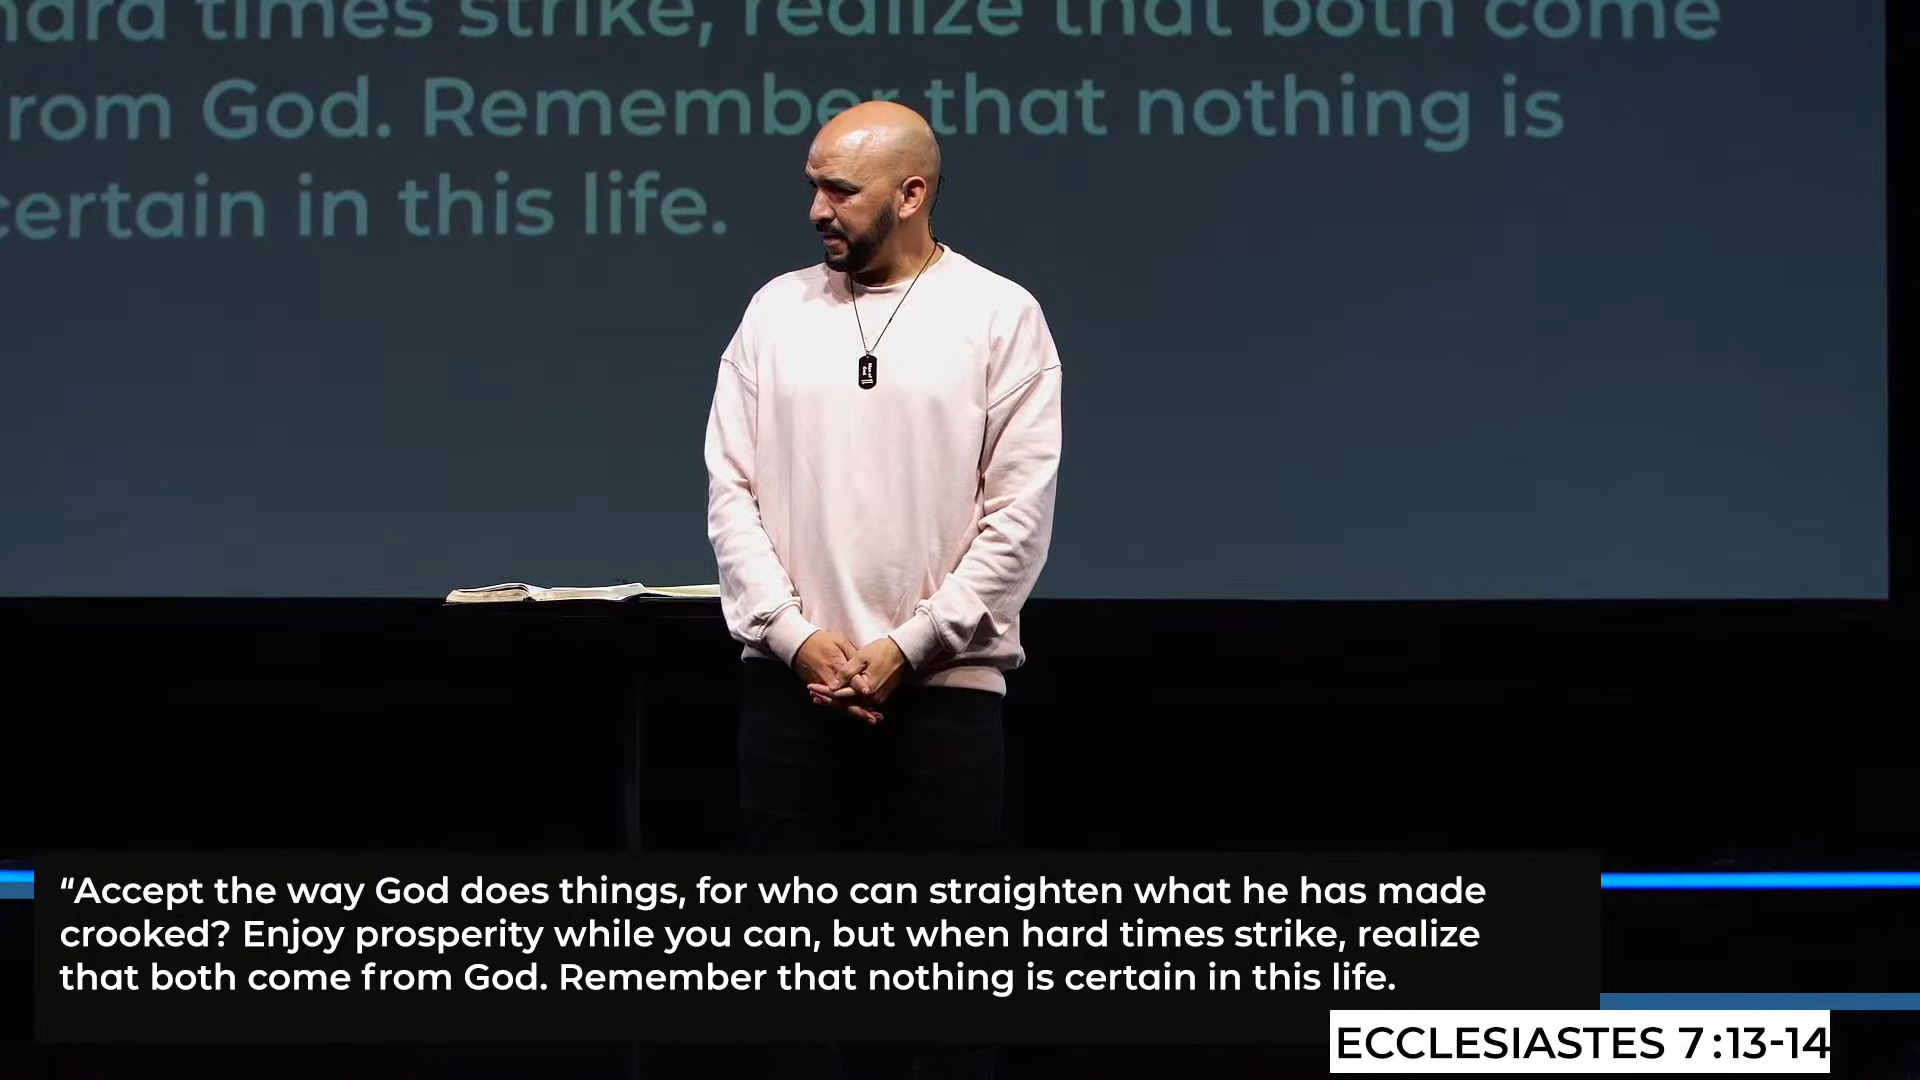 hard times strike, realize that both come
from God. Remember that nothing is
certain in this life.
“Accept the way God does things, for who can straighten what he has made
crooked? Enjoy prosperity while you can, but when hard times strike, realize
that both come from God. Remember that nothing is certain in this life.
ECCLESIASTES 7:13-14